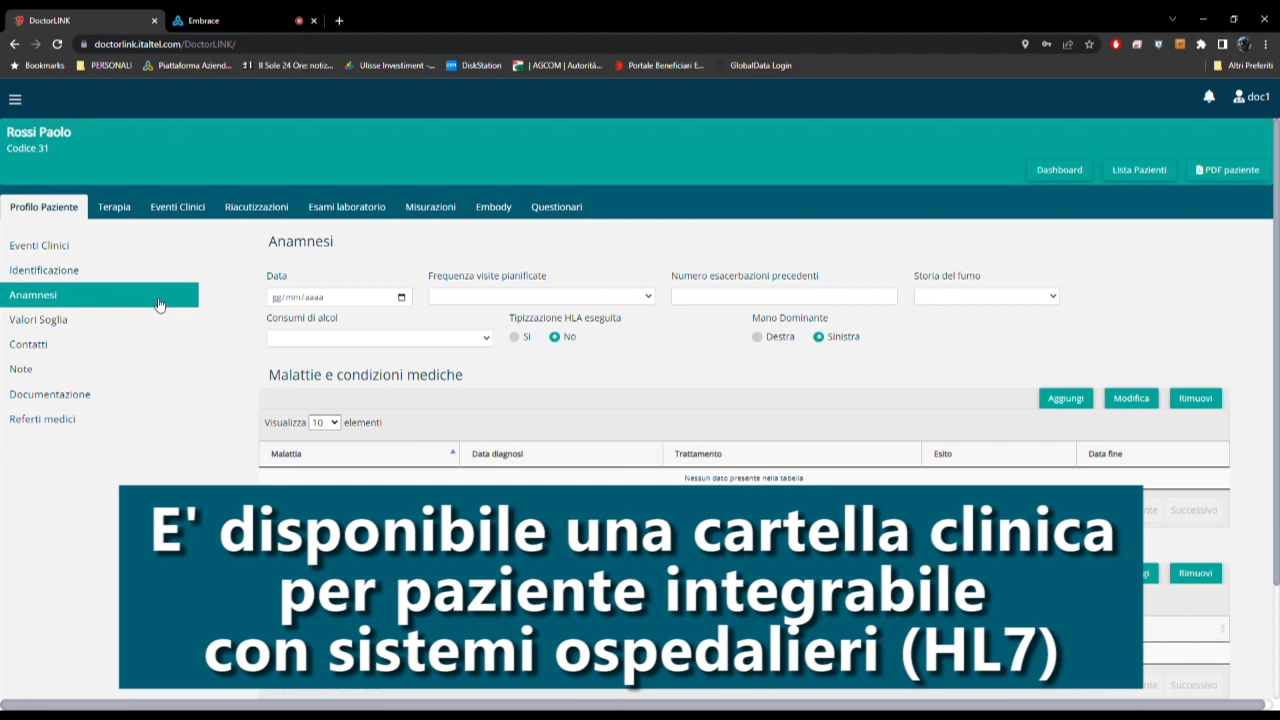 DoctorLINK
Embrace
doctorlink.italtel.com/DoctorLINK/
Bookmarks PERSONALI Piattaforma Aziend... Il Sole 24 Ore: notiz... Ulisse Investiment -... DiskStation | AGCOM | Autorità... Portale Beneficiari E... GlobalData Login Altri Preferiti
doc1
Rossi Paolo
Codice 31
Dashboard Lista Pazienti PDF paziente
Profilo Paziente Terapia Eventi Clinici Riacutizzazioni Esami laboratorio Misurazioni Embody Questionari
Eventi Clinici
Identificazione
Anamnesi
Valori Soglia
Contatti
Note
Documentazione
Referti medici
Anamnesi
Data Frequenza visite pianificate Numero esacerbazioni precedenti Storia del fumo
gg/mm/aaaa
Consumi di alcol Tipizzazione HLA eseguita Mano Dominante
Si No Destra Sinistra
Malattie e condizioni mediche
Aggiungi Modifica Rimuovi
Visualizza 10 elementi
Malattia Data diagnosi Trattamento Esito Data fine
Nessun dato presente nella tabella
nte Successivo
gi Rimuovi
nte Successivo
E' disponibile una cartella clinica
per paziente integrabile
con sistemi ospedalieri (HL7)